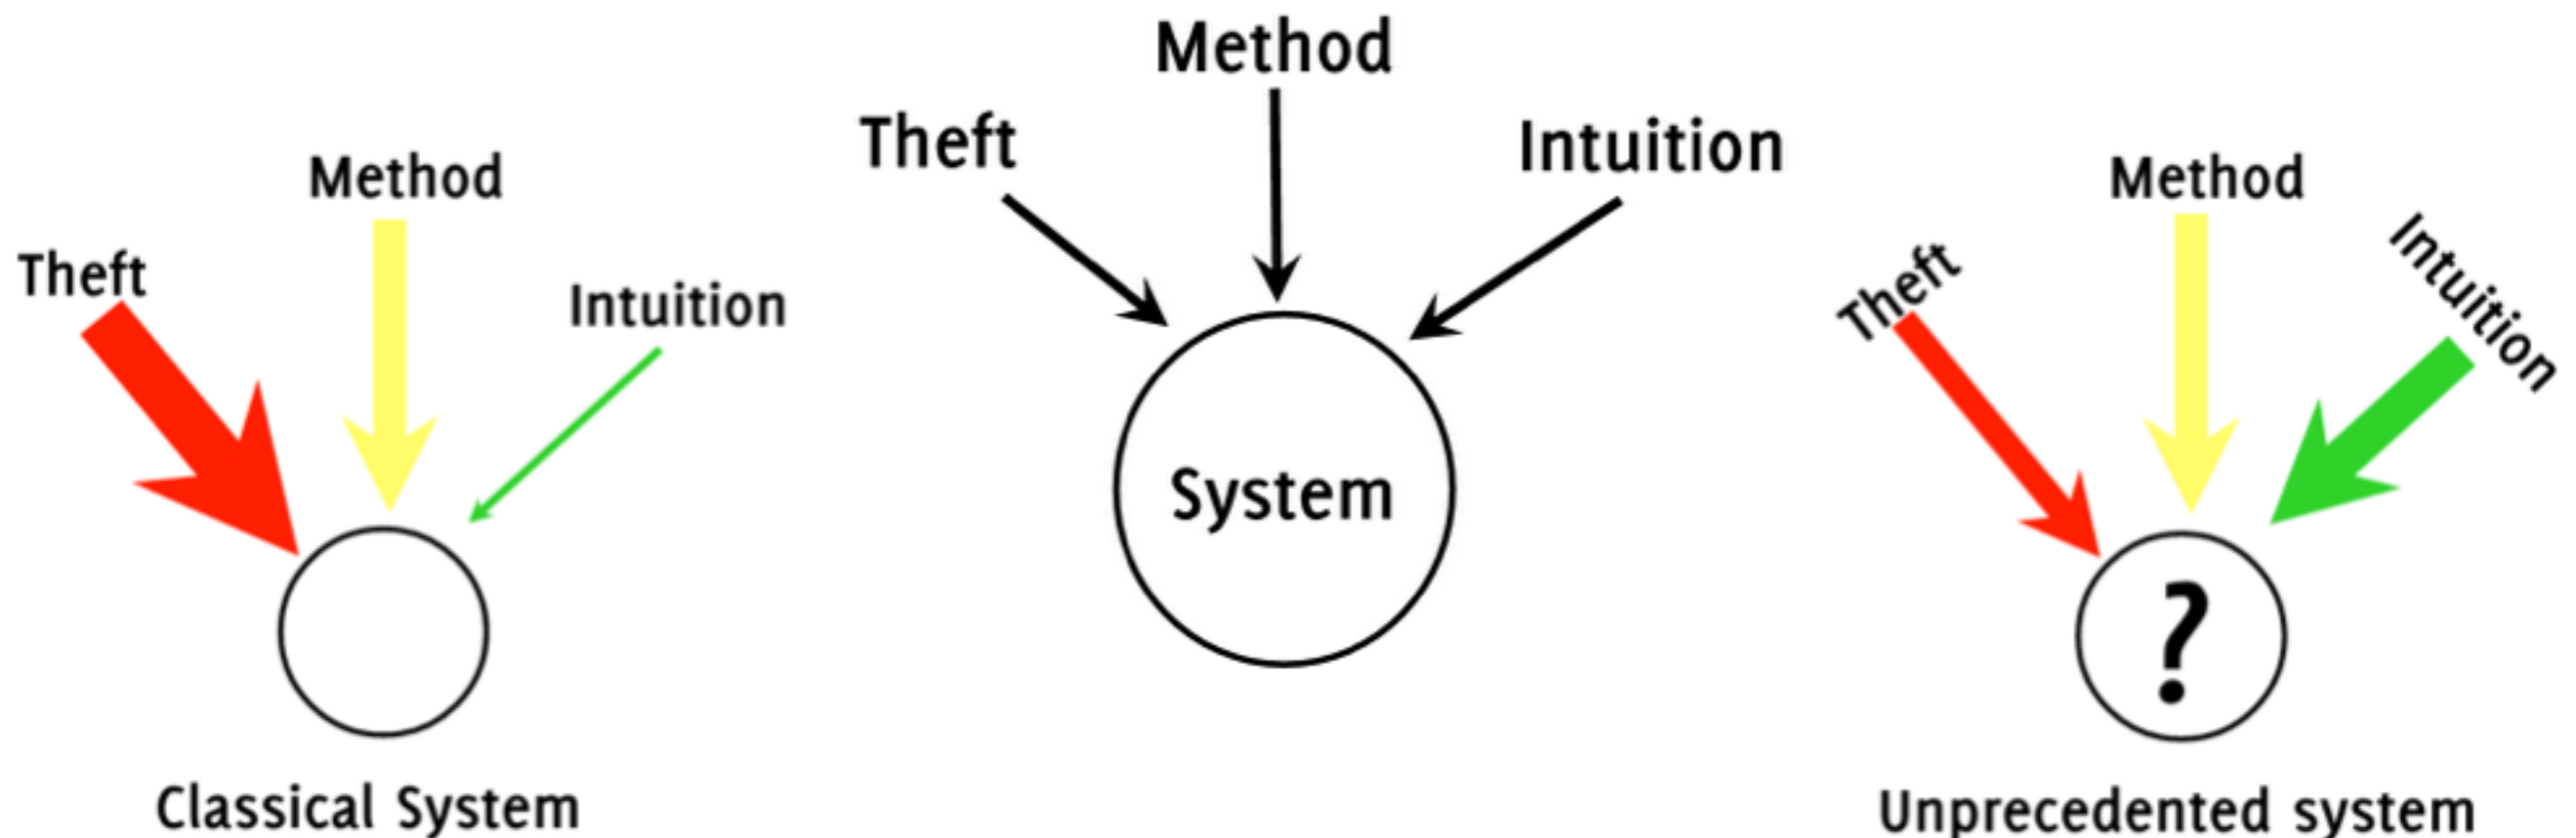 Theft
Method
Intuition
Classical System
Theft
Method
Intuition
System
Theft
Method
Intuition
?
Unprecedented system